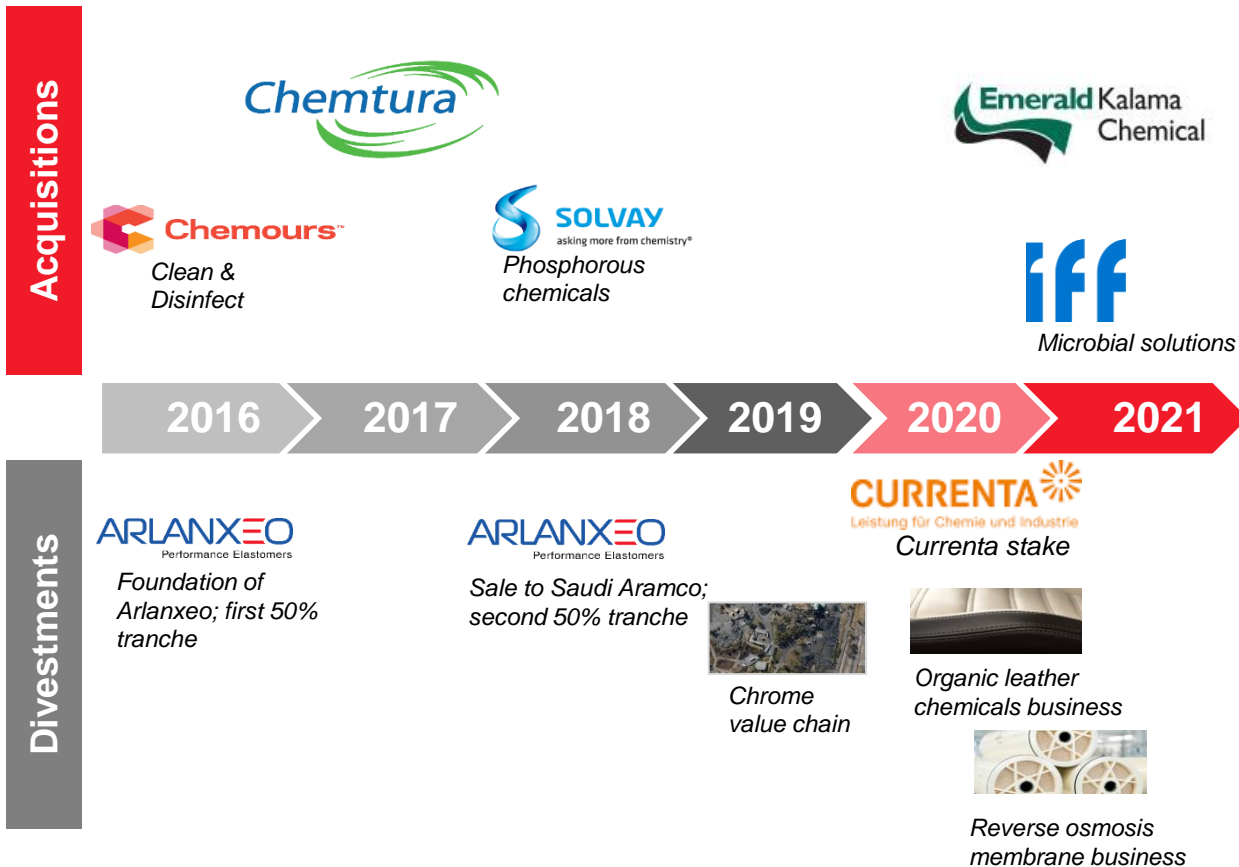 Acquisitions
Chemtura
Emerald Kalama
Chemical
Chemours™
Clean &
Disinfect
SOLVAY
asking more from chemistry®
Phosphorous
chemicals
iff
Microbial solutions
2016
2017
2018
2019
2020
2021
Divestments
ARLANXEO
Performance Elastomers
Foundation of
Arlanxeo; first 50%
tranche
ARLANXEO
Performance Elastomers
Sale to Saudi Aramco;
second 50% tranche
Chrome
value chain
CURRENTA
Leistung für Chemie und Industrie
Currenta stake
Organic leather
chemicals business
Reverse osmosis
membrane business